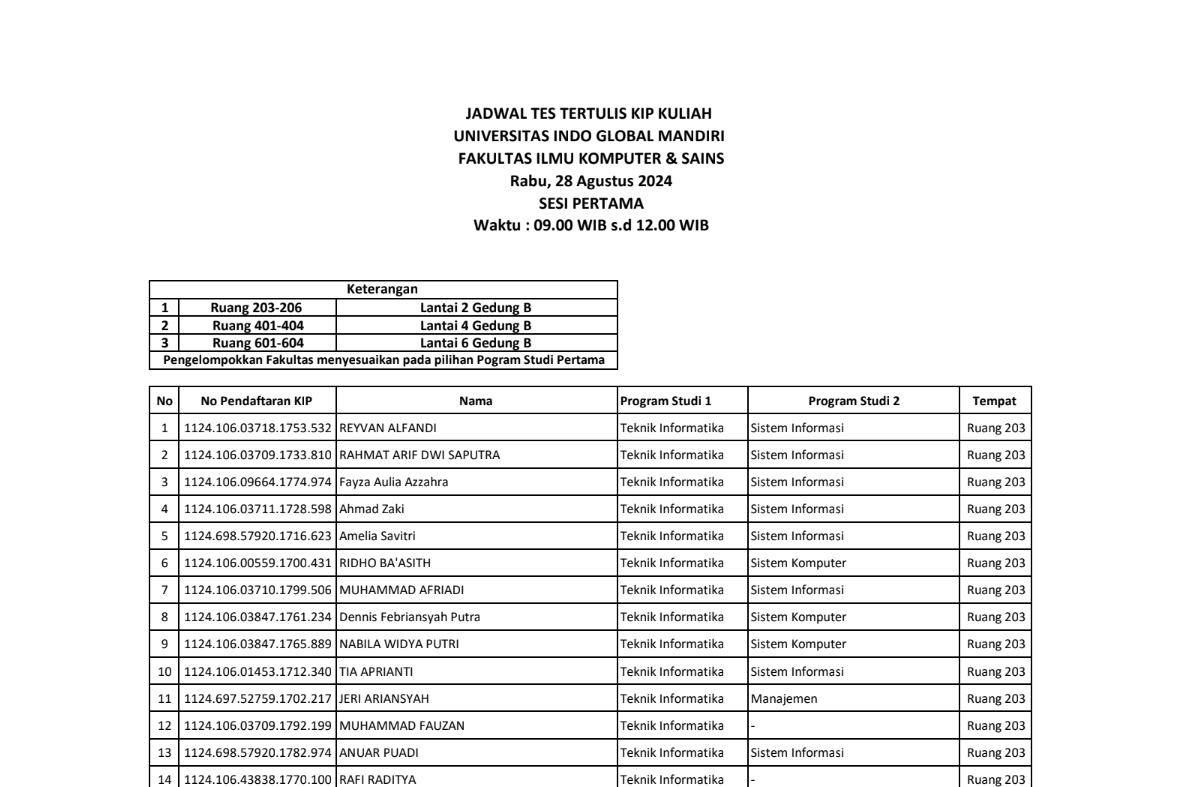 JADWAL TES TERTULIS KIP KULIAH
UNIVERSITAS INDO GLOBAL MANDIRI
FAKULTAS ILMU KOMPUTER & SAINS
Rabu, 28 Agustus 2024
SESI PERTAMA
Waktu : 09.00 WIB s.d 12.00 WIB
Keterangan
1 Ruang 203-206 Lantai 2 Gedung B
2 Ruang 401-404 Lantai 4 Gedung B
3 Ruang 601-604 Lantai 6 Gedung B
Pengelompokkan Fakultas menyesuaikan pada pilihan Pogram Studi Pertama
No No Pendaftaran KIP Nama Program Studi 1 Program Studi 2 Tempat
1 1124.106.03718.1753.532 REYVAN ALFANDI Teknik Informatika Sistem Informasi Ruang 203
2 1124.106.03709.1733.810 RAHMAT ARIF DWI SAPUTRA Teknik Informatika Sistem Informasi Ruang 203
3 1124.106.09664.1774.974 Fayza Aulia Azzahra Teknik Informatika Sistem Informasi Ruang 203
4 1124.106.03711.1728.598 Ahmad Zaki Teknik Informatika Sistem Informasi Ruang 203
5 1124.698.57920.1716.623 Amelia Savitri Teknik Informatika Sistem Informasi Ruang 203
6 1124.106.00559.1700.431 RIDHO BA'ASITH Teknik Informatika Sistem Komputer Ruang 203
7 1124.106.03710.1799.506 MUHAMMAD AFRIADI Teknik Informatika Sistem Informasi Ruang 203
8 1124.106.03847.1761.234 Dennis Febriansyah Putra Teknik Informatika Sistem Komputer Ruang 203
9 1124.106.03847.1765.889 NABILA WIDYA PUTRI Teknik Informatika Sistem Komputer Ruang 203
10 1124.106.01453.1712.340 TIA APRIANTI Teknik Informatika Sistem Informasi Ruang 203
11 1124.697.52759.1702.217 JERI ARIANSYAH Teknik Informatika Manajemen Ruang 203
12 1124.106.03709.1792.199 MUHAMMAD FAUZAN Teknik Informatika - Ruang 203
13 1124.698.57920.1782.974 ANUAR PUADI Teknik Informatika Sistem Informasi Ruang 203
14 1124.106.43838.1770.100 RAFI RADITYA Teknik Informatika - Ruang 203